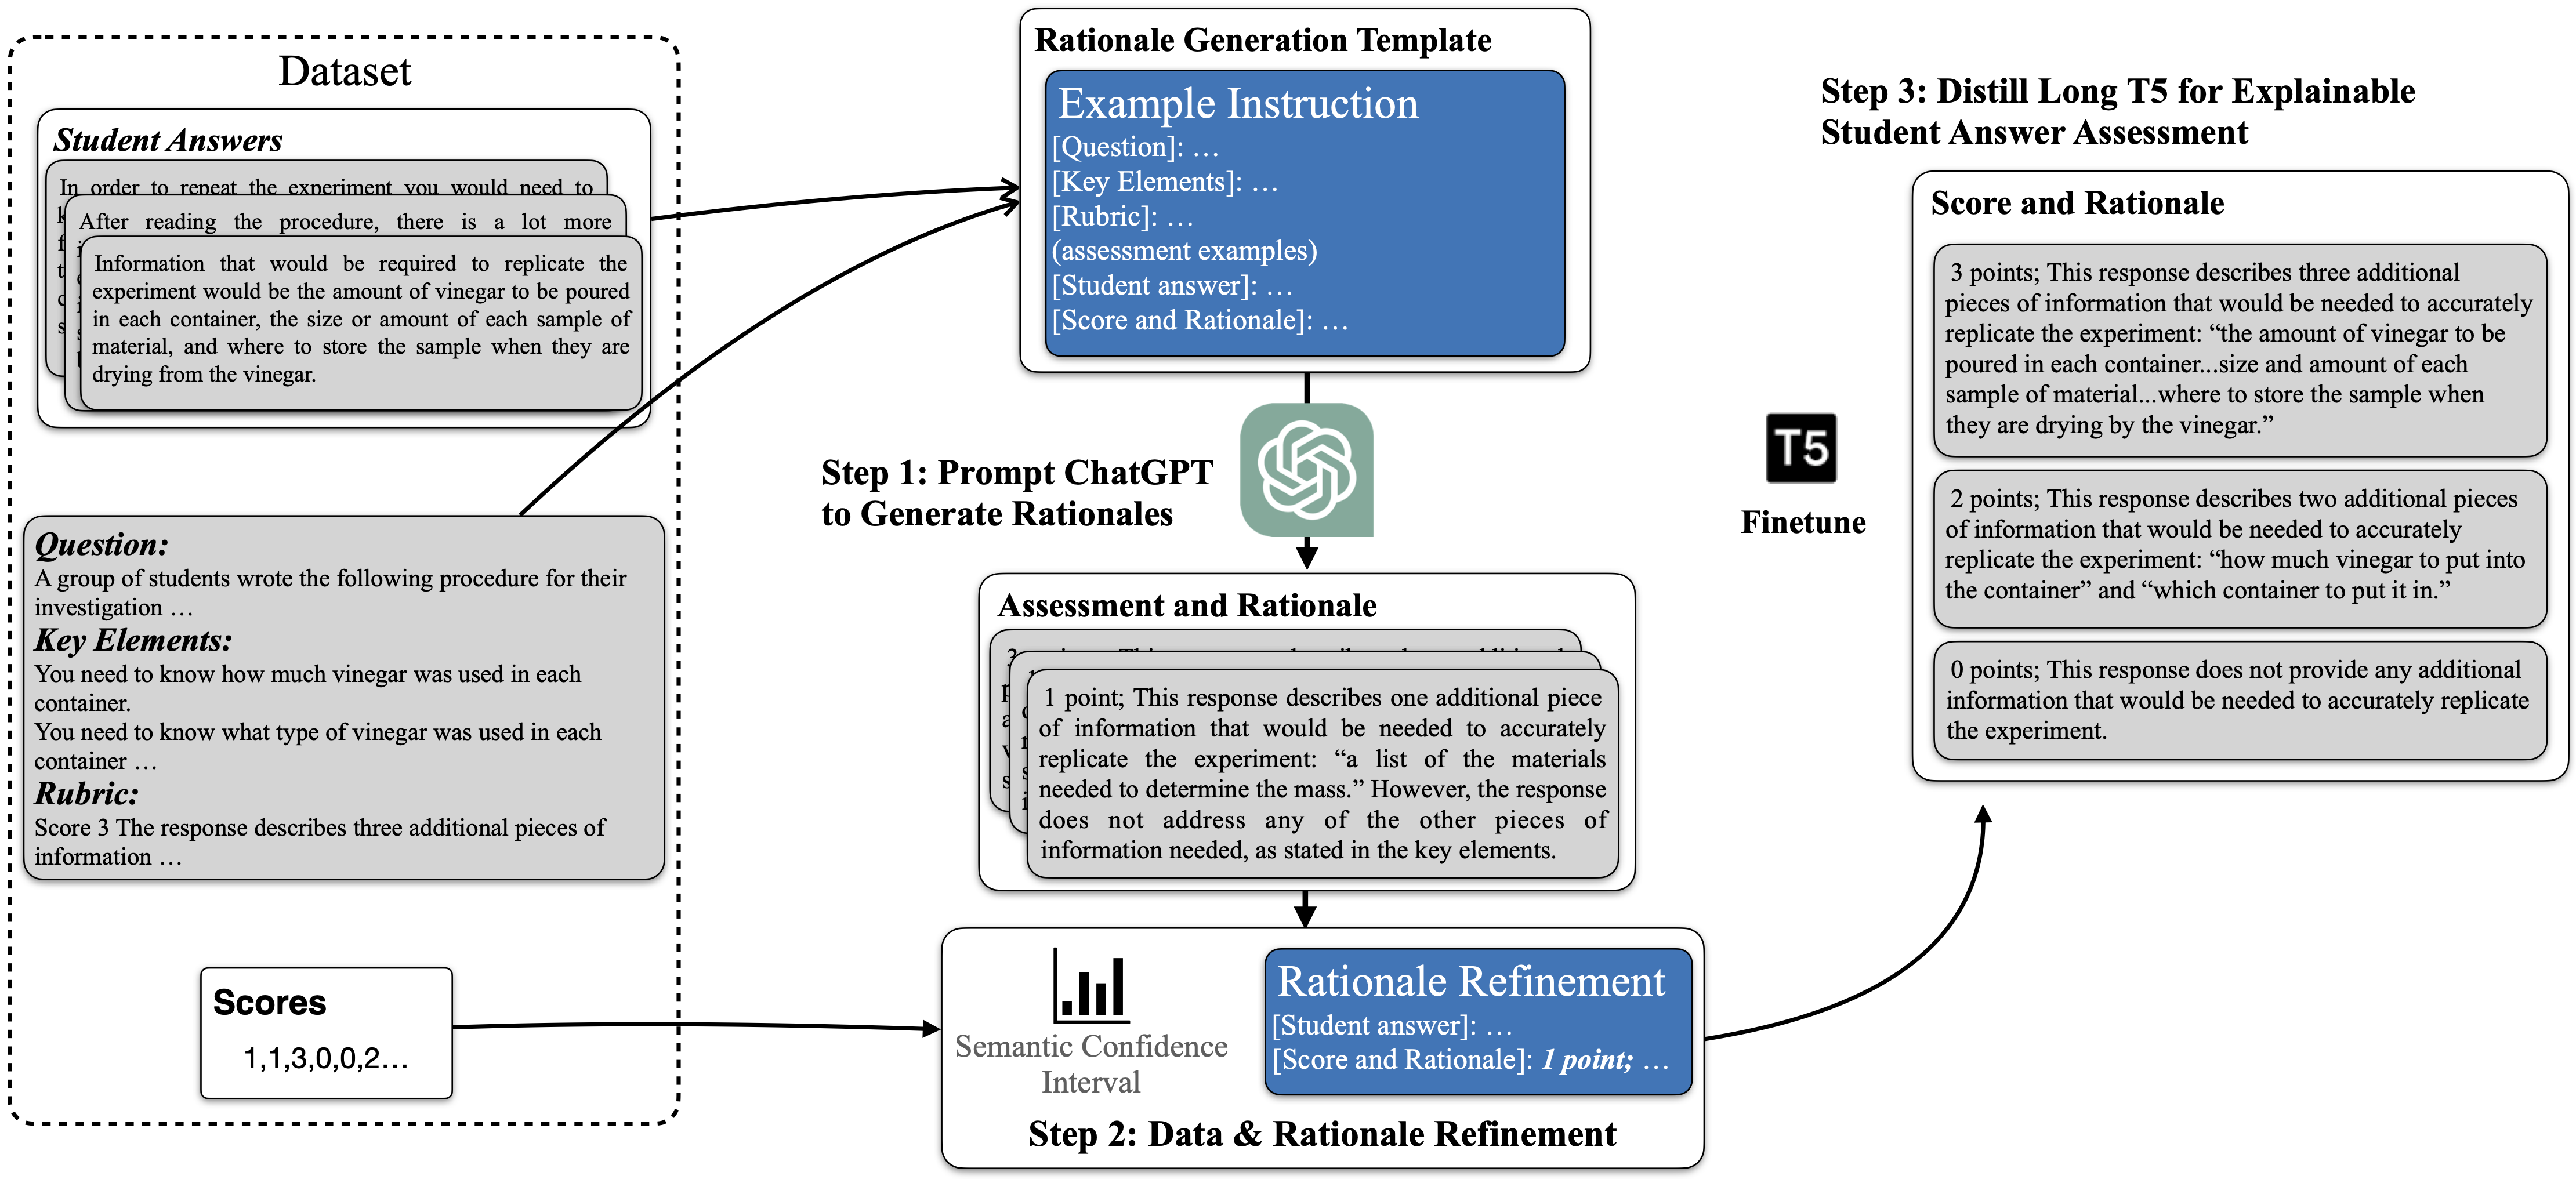 Dataset
Student Answers
In order to repeat the experiment you would need to
After reading the procedure, there is a lot more
Information that would be required to replicate the
experiment would be the amount of vinegar to be poured
in each container, the size or amount of each sample of
material, and where to store the sample when they are
drying from the vinegar.
Question:
A group of students wrote the following procedure for their
investigation …
Key Elements:
You need to know how much vinegar was used in each
container.
You need to know what type of vinegar was used in each
container …
Rubric:
Score 3 The response describes three additional pieces of
information …
Scores
1,1,3,0,0,2…
Rationale Generation Template
Example Instruction
[Question]: …
[Key Elements]: …
[Rubric]: …
(assessment examples)
[Student answer]: …
[Score and Rationale]: …
Step 1: Prompt ChatGPT
to Generate Rationales
Assessment and Rationale
1 point; This response describes one additional piece
of information that would be needed to accurately
replicate the experiment: “a list of the materials
needed to determine the mass.” However, the response
does not address any of the other pieces of
information needed, as stated in the key elements.
Semantic Confidence
Interval
Rationale Refinement
[Student answer]: …
[Score and Rationale]: 1 point; …
Step 2: Data & Rationale Refinement
T5
Finetune
Step 3: Distill Long T5 for Explainable
Student Answer Assessment
Score and Rationale
3 points; This response describes three additional
pieces of information that would be needed to accurately
replicate the experiment: “the amount of vinegar to be
poured in each container...size and amount of each
sample of material...where to store the sample when
they are drying by the vinegar.”
2 points; This response describes two additional pieces
of information that would be needed to accurately
replicate the experiment: “how much vinegar to put into
the container” and “which container to put it in.”
0 points; This response does not provide any additional
information that would be needed to accurately replicate
the experiment.